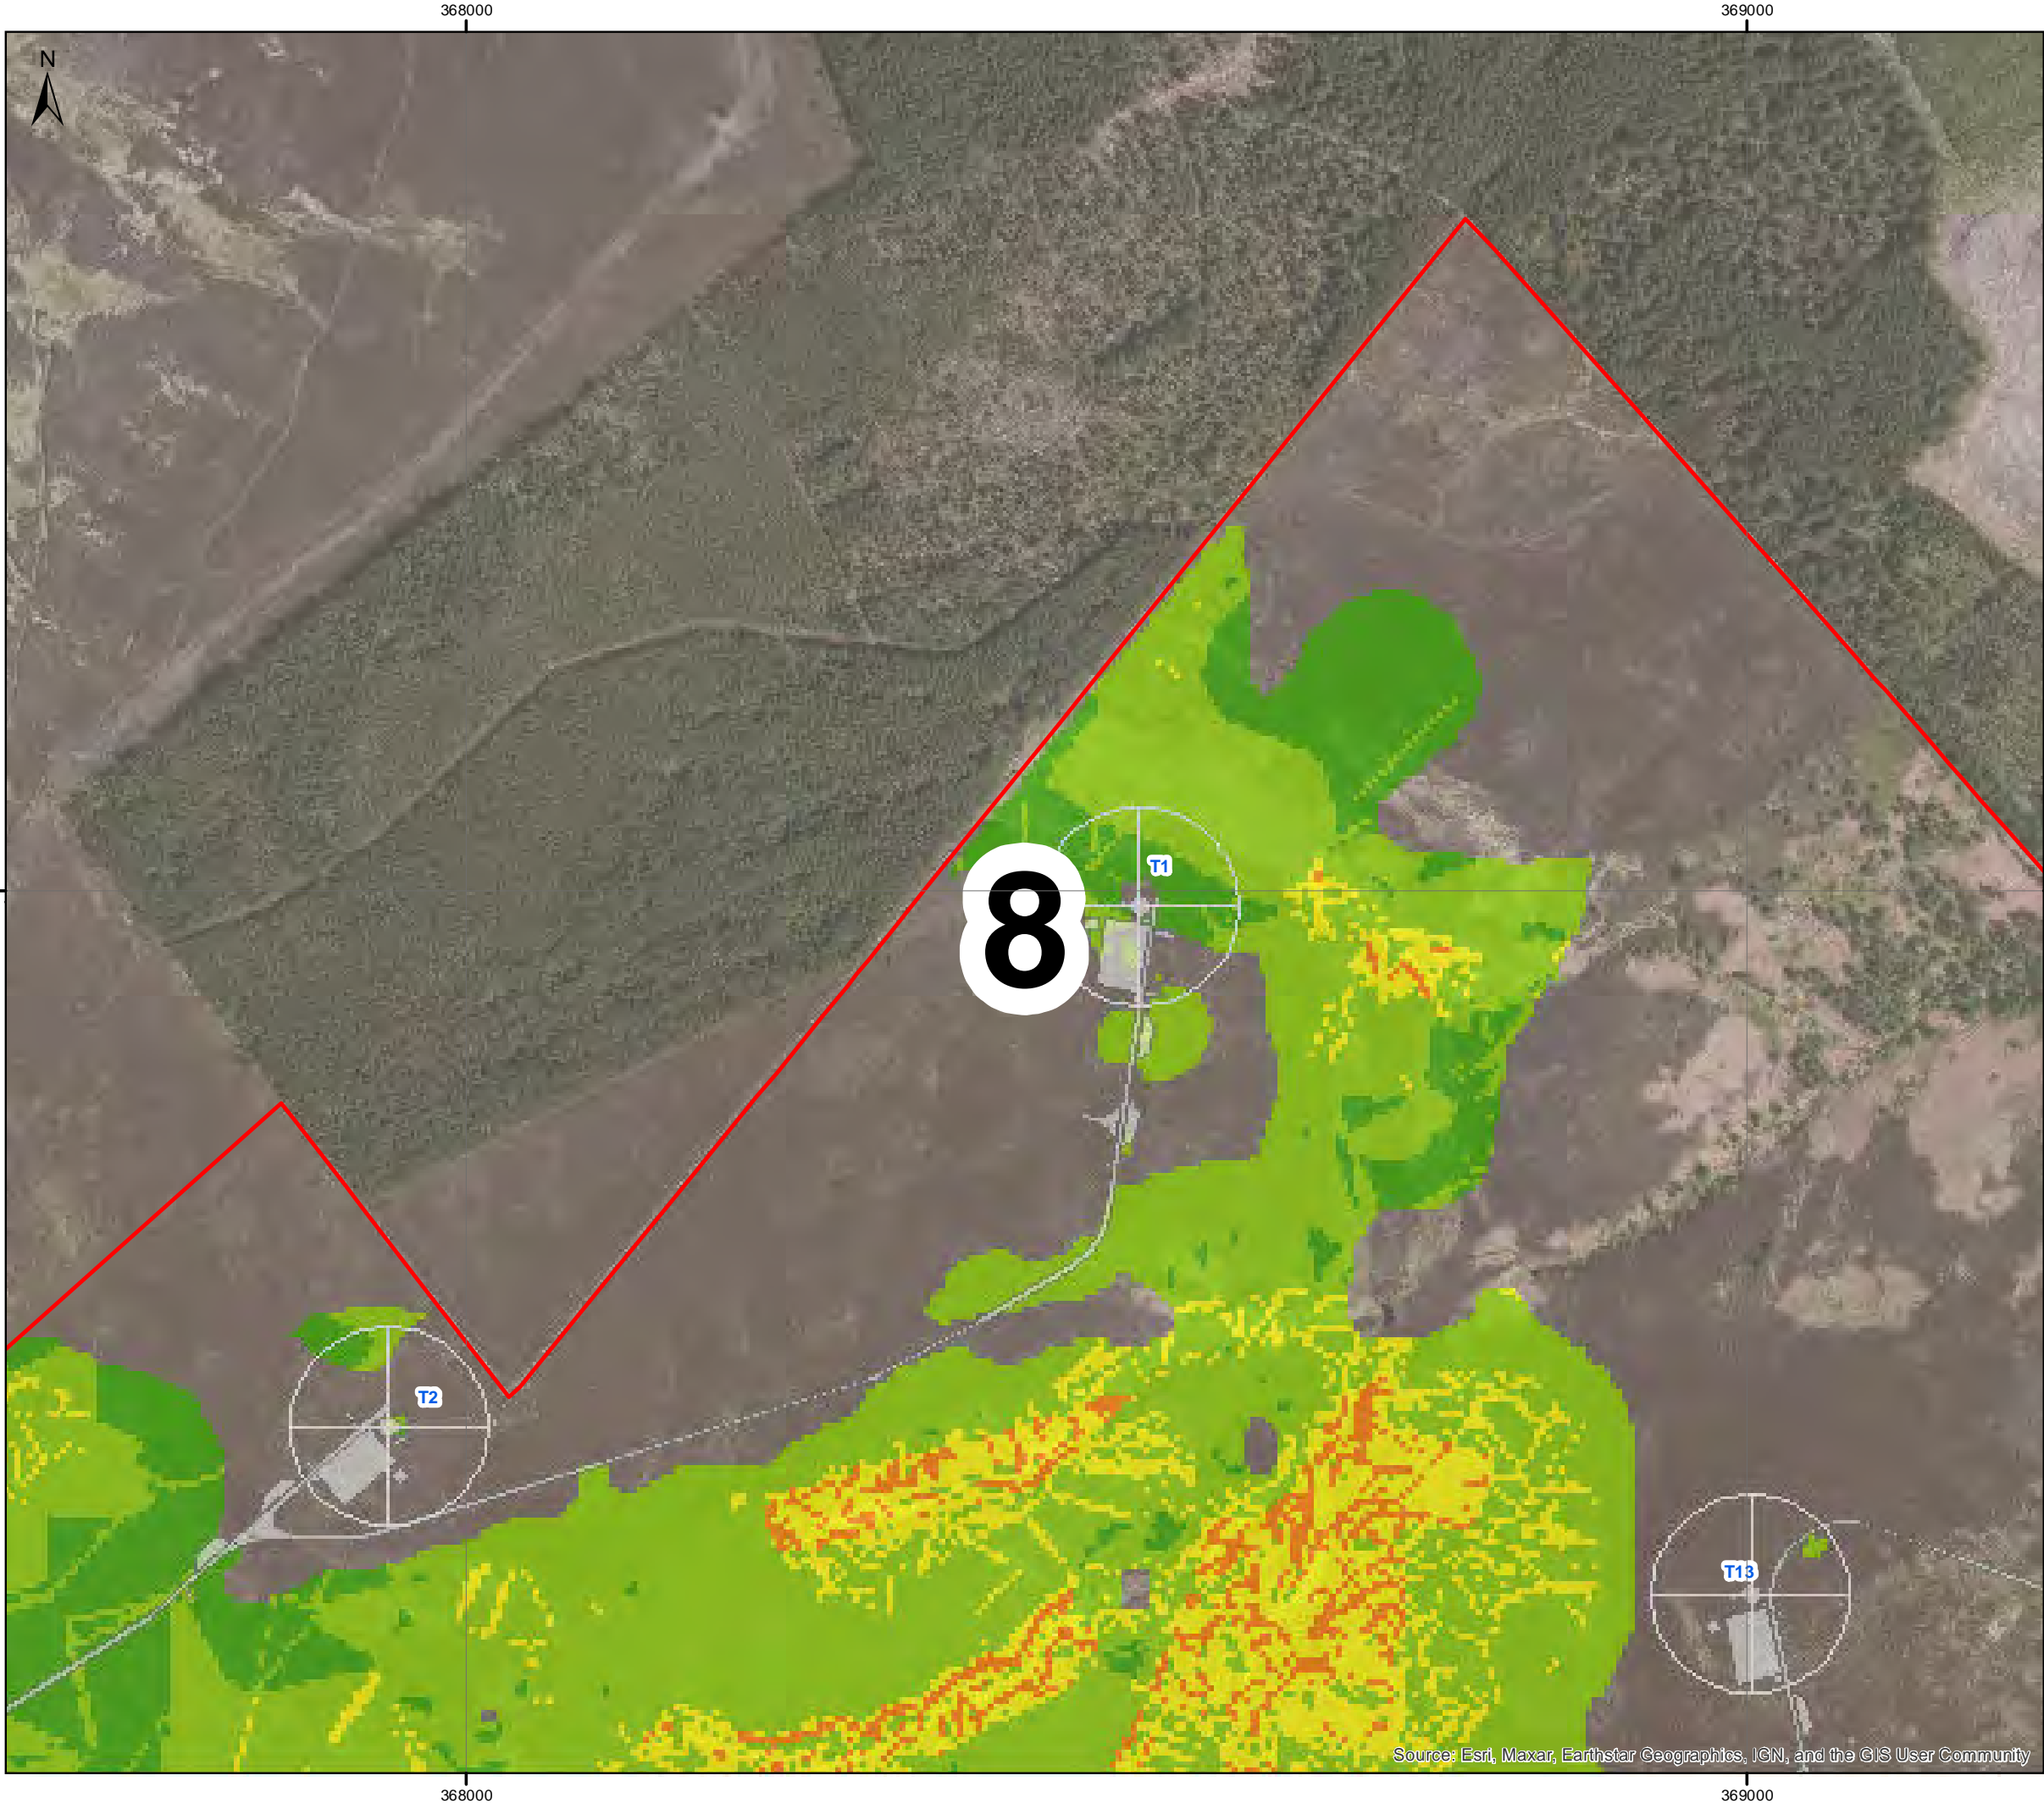 368000 369000
N
T1
8
T2
T13
Source: Esri, Maxar, Earthstar Geographics, IGN, and the GIS User Community
368000 369000